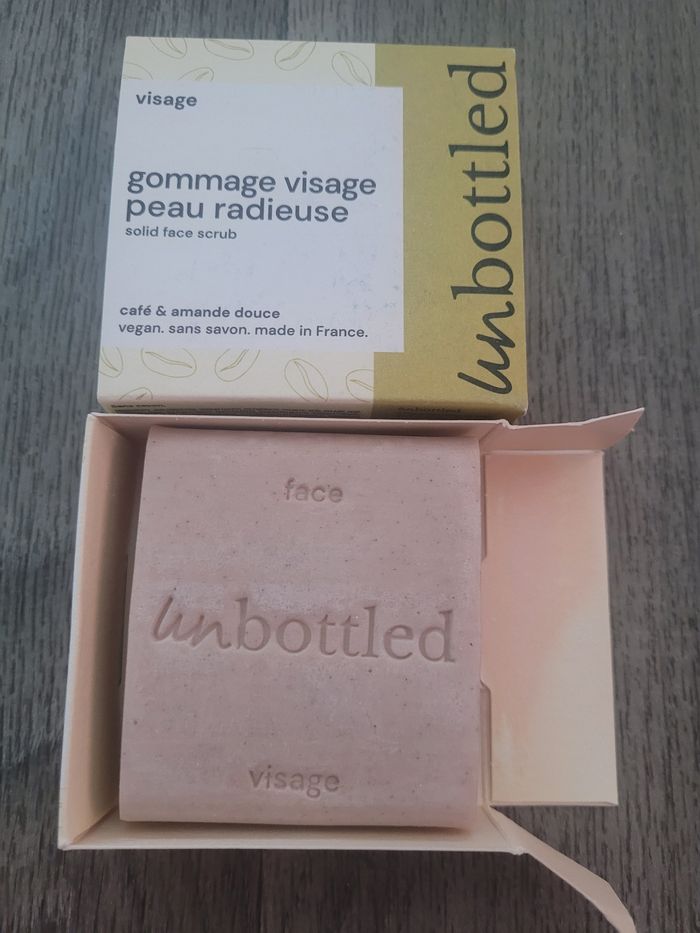 visage
gommage visage
peau radieuse
solid face scrub
café & amande douce
vegan. sans savon. made in France.
unbottled
unbottled
face
unbottled
visage